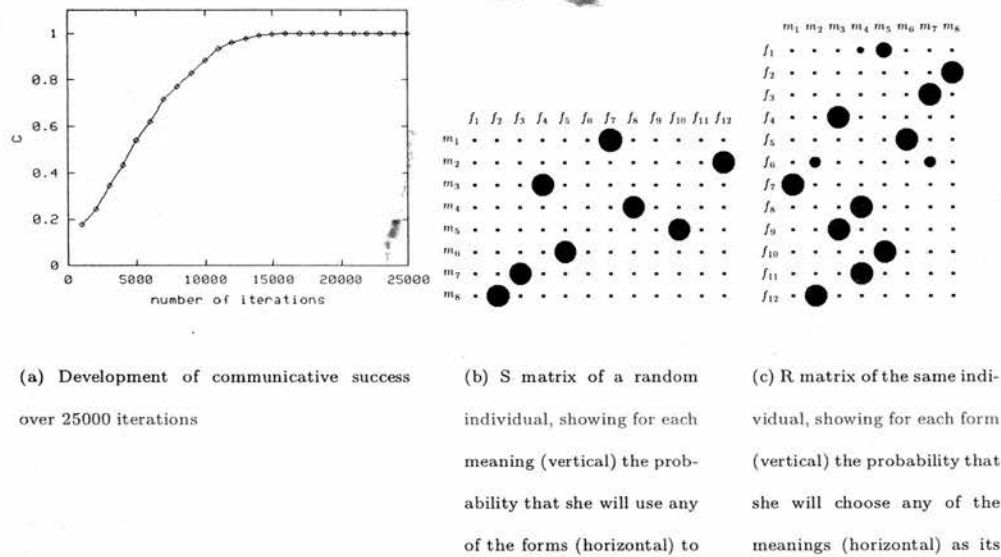 1
0.8
0.6
C
0.4
0.2
0
0 5000 10000 15000 20000 25000
number of iterations
f1 f2 f3 f4 f5 f6 f7 f8 f9 f10 f11 f12
m1
m2
m3
m4
m5
m6
m7
m8
m1 m2 m3 m4 m5 m6 m7 m8
f1
f2
f3
f4
f5
f6
f7
f8
f9
f10
f11
f12
(a) Development of communicative success
over 25000 iterations
(b) S matrix of a random
individual, showing for each
meaning (vertical) the prob-
ability that she will use any
of the forms (horizontal) to
(c) R matrix of the same indi-
vidual, showing for each form
(vertical) the probability that
she will choose any of the
meanings (horizontal) as its